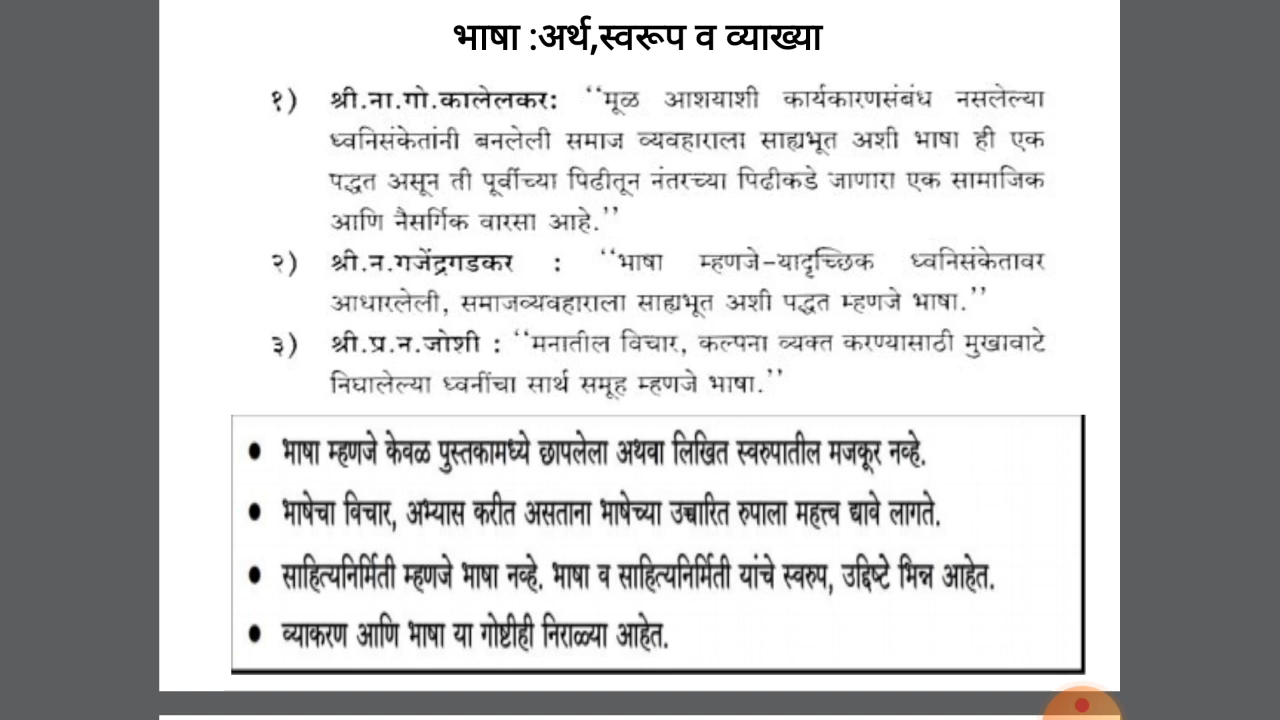 भाषा :अर्थ,स्वरूप व व्याख्या
१) श्री.ना.गो.कालेलकर: ‘‘मूळ आशयाशी कार्यकारणसंबंध नसलेल्या
ध्वनिसंकेतांनी बनलेली समाज व्यवहाराला साह्यभूत अशी भाषा ही एक
पद्धत असून ती पूर्वीच्या पिढीतून नंतरच्या पिढीकडे जाणारा एक सामाजिक
आणि नैसर्गिक वारसा आहे.’’
२) श्री.न.गजेंद्रगडकर : ‘‘भाषा म्हणजे-यादृच्छिक ध्वनिसंकेतावर
आधारलेली, समाजव्यवहाराला साह्यभूत अशी पद्धत म्हणजे भाषा.’’
३) श्री.प्र.न.जोशी : ‘‘मनातील विचार, कल्पना व्यक्त करण्यासाठी मुखावाटे
निघालेल्या ध्वनींचा सार्थ समूह म्हणजे भाषा.’’
• भाषा म्हणजे केवळ पुस्तकामध्ये छापलेला अथवा लिखित स्वरुपातील मजकूर नव्हे.
• भाषेचा विचार, अभ्यास करीत असताना भाषेच्या उच्चारित रुपाला महत्त्व द्यावे लागते.
• साहित्यनिर्मिती म्हणजे भाषा नव्हे. भाषा व साहित्यनिर्मिती यांचे स्वरुप, उद्दिष्टे भिन्न आहेत.
• व्याकरण आणि भाषा या गोष्टीही निराळ्या आहेत.